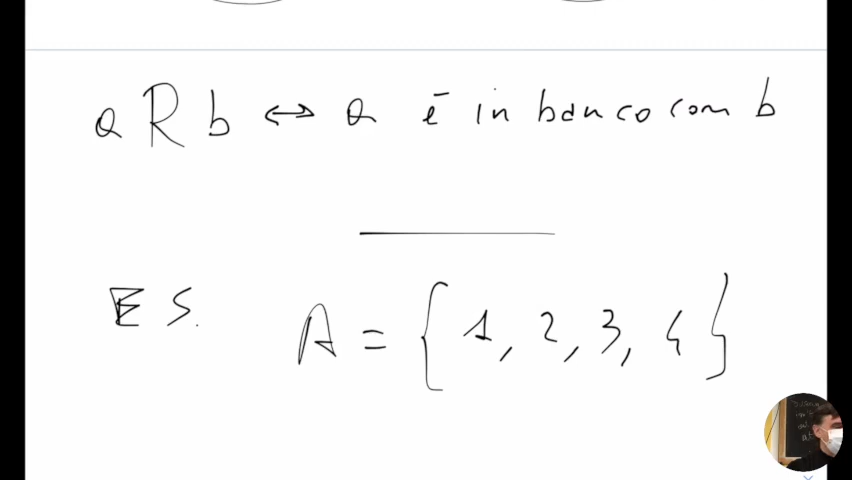 a R b ↔ a è in banco con b
ES. A = { 1, 2, 3, 4 }